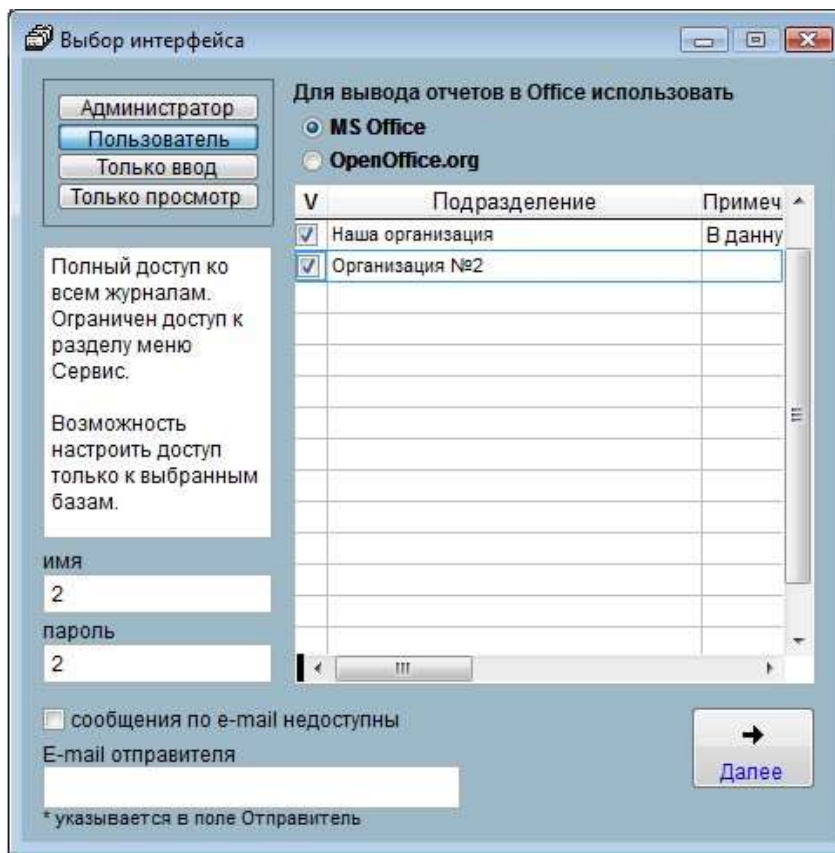 Выбор интерфейса
Администратор
Пользователь
Только ввод
Только просмотр
Полный доступ ко
всем журналам.
Ограничен доступ к
разделу меню
Сервис.
Возможность
настроить доступ
только к выбранным
базам.
имя
2
пароль
2
Для вывода отчетов в Office использовать
MS Office
OpenOffice.org
V Подразделение Примеч
Наша организация В данну
Организация №2
сообщения по e-mail недоступны
E-mail отправителя
* указывается в поле Отправитель
Далее